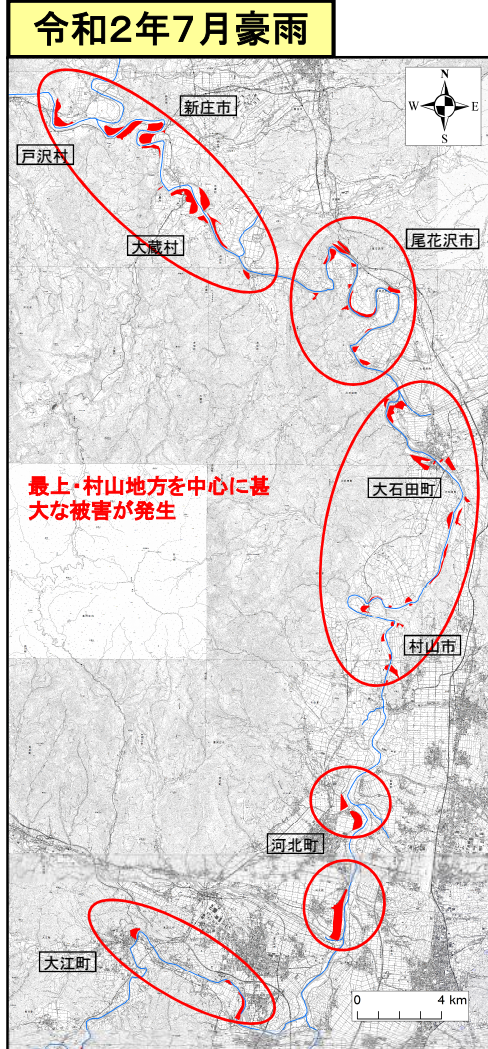 令和2年7月豪雨
N
W
E
S
新庄市
戸沢村
大蔵村
尾花沢市
最上・村山地方を中心に甚
大な被害が発生
大石田町
村山市
河北町
大江町
0
4 km